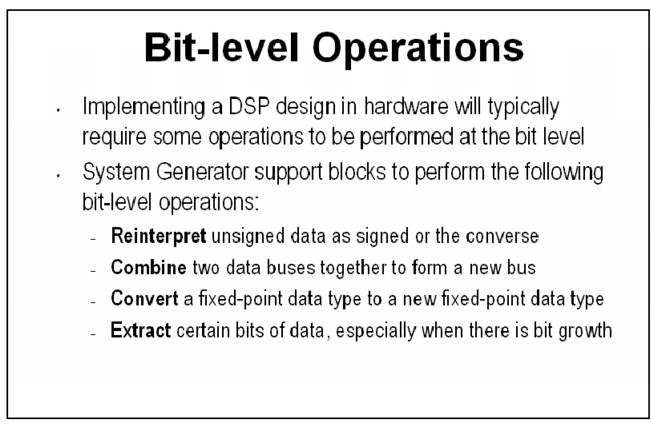 Bit-level Operations
· Implementing a DSP design in hardware will typically
require some operations to be performed at the bit level
· System Generator support blocks to perform the following
bit-level operations:
– Reinterpret unsigned data as signed or the converse
– Combine two data buses together to form a new bus
– Convert a fixed-point data type to a new fixed-point data type
– Extract certain bits of data, especially when there is bit growth